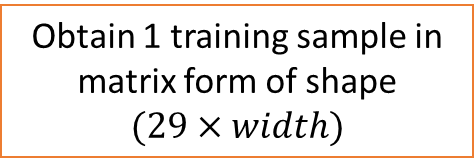 Obtain 1 training sample in
matrix form of shape
(29 × width)